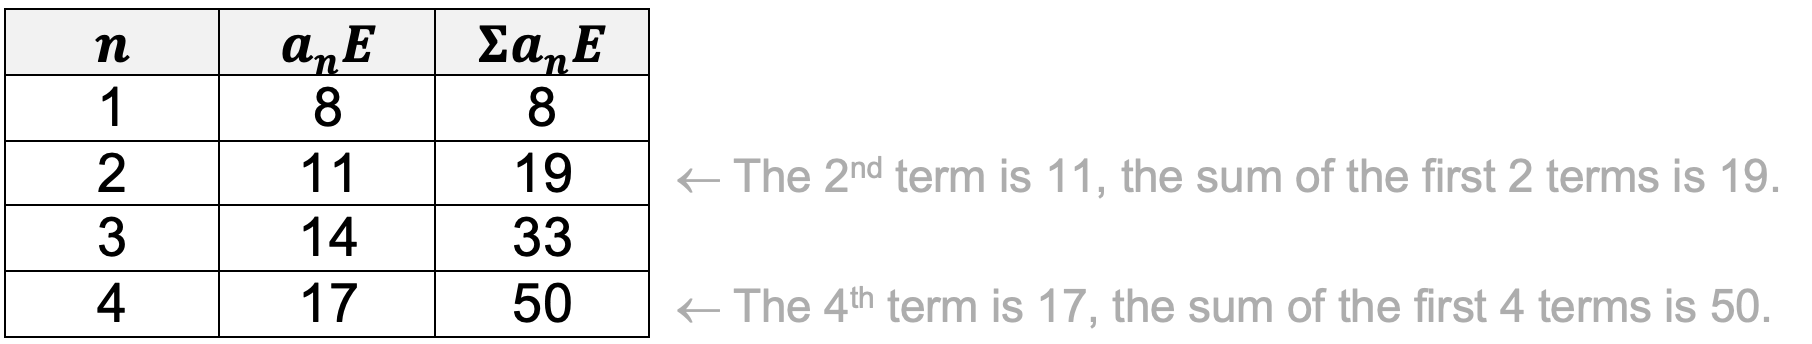 n aₙE ΣaₙE
1 8 8
2 11 19 ← The 2ⁿᵈ term is 11, the sum of the first 2 terms is 19.
3 14 33
4 17 50 ← The 4ᵗʰ term is 17, the sum of the first 4 terms is 50.